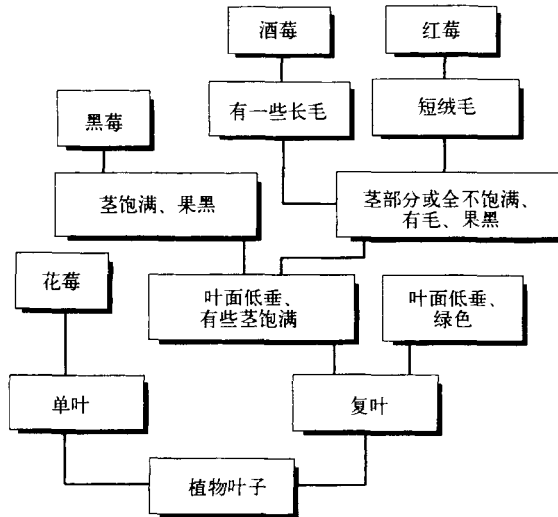 酒莓
红莓
有一些长毛
短绒毛
黑莓
茎饱满、果黑
茎部分或全不饱满、
有毛、果黑
花莓
叶面低垂、
有些茎饱满
叶面低垂、
绿色
单叶
复叶
植物叶子